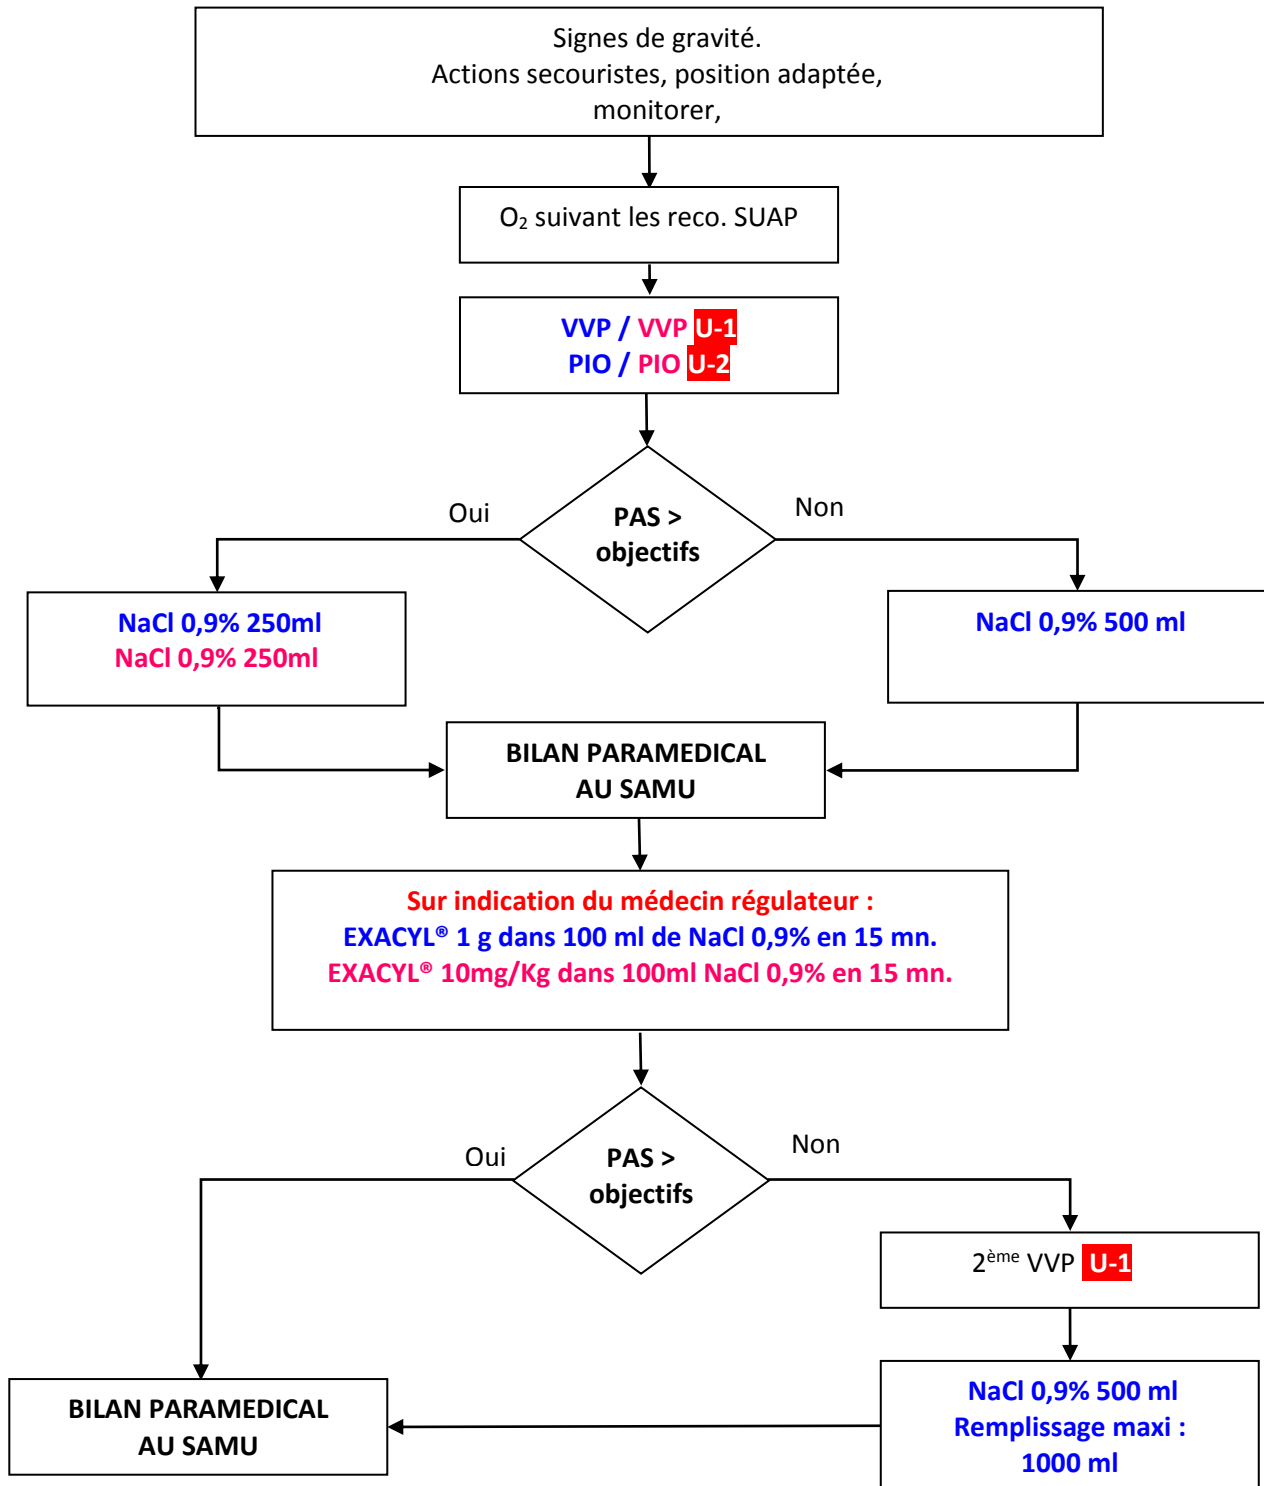 Signes de gravité.
Actions secouristes, position adaptée,
monitorer,
O₂ suivant les reco. SUAP
VVP / VVP U-1
PIO / PIO U-2
Oui
PAS >
objectifs
Non
NaCl 0,9% 250ml
NaCl 0,9% 250ml
NaCl 0,9% 500 ml
BILAN PARAMEDICAL
AU SAMU
Sur indication du médecin régulateur :
EXACYL® 1 g dans 100 ml de NaCl 0,9% en 15 mn.
EXACYL® 10mg/Kg dans 100ml NaCl 0,9% en 15 mn.
Oui
PAS >
objectifs
Non
2ème VVP U-1
NaCl 0,9% 500 ml
Remplissage maxi :
1000 ml
BILAN PARAMEDICAL
AU SAMU